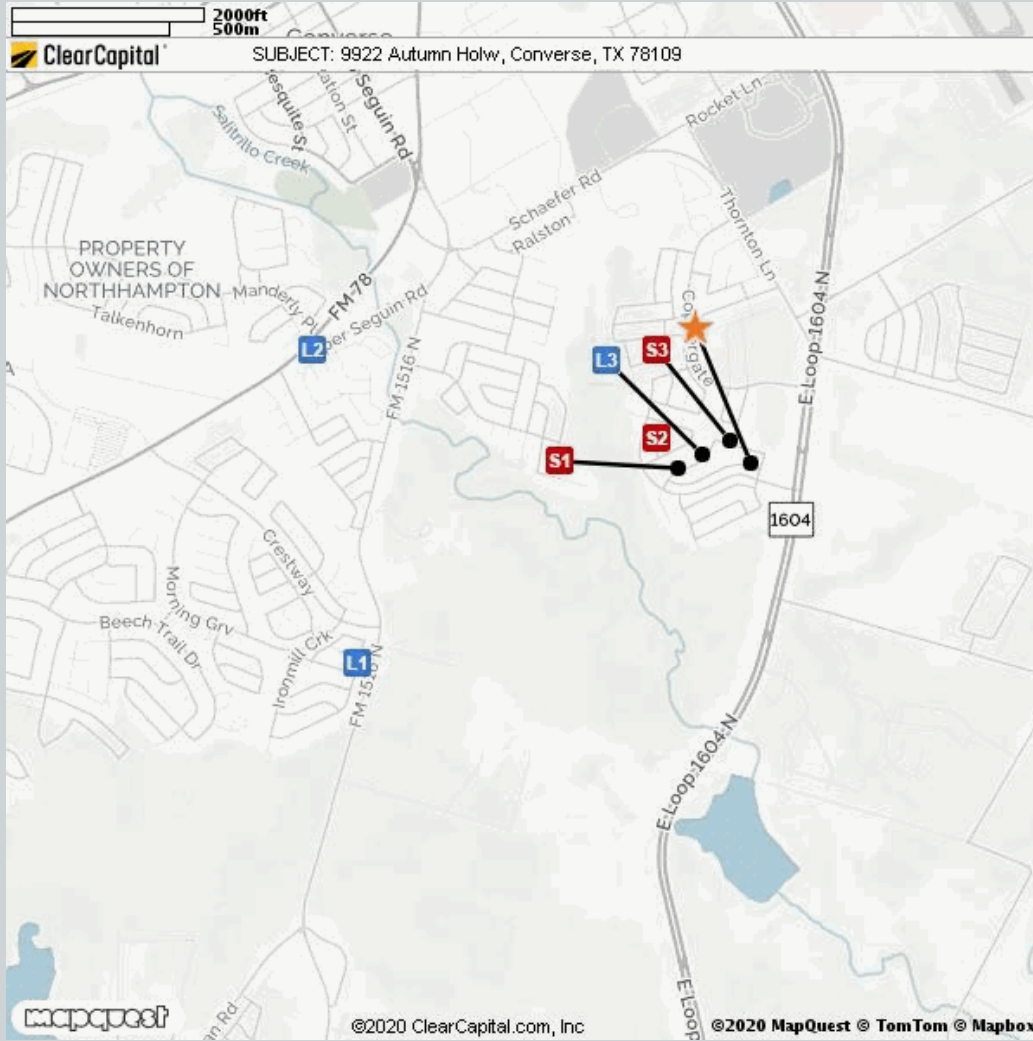 2000ft
500m
Converse
ClearCapital
SUBJECT: 9922 Autumn Holw, Converse, TX 78109
Seguin Rd
Salitrillo Creek
Rocket Ln
Schaefer Rd
Ralston
Thornton Ln
PROPERTY
OWNERS OF
NORTHHAMPTON
Manderly Pl
FM-78
Talkenhorn
per Seguin Rd
L2
FM-1516 N
L3
S3
S2
S1
E Loop 1604 N
1604
Crestway
Morning Grv
Beech Trail Dr
Ironmill Crk
L1
E Loop 1604 N
E Loop
mapquest
©2020 ClearCapital.com, Inc
©2020 MapQuest © TomTom © Mapbox